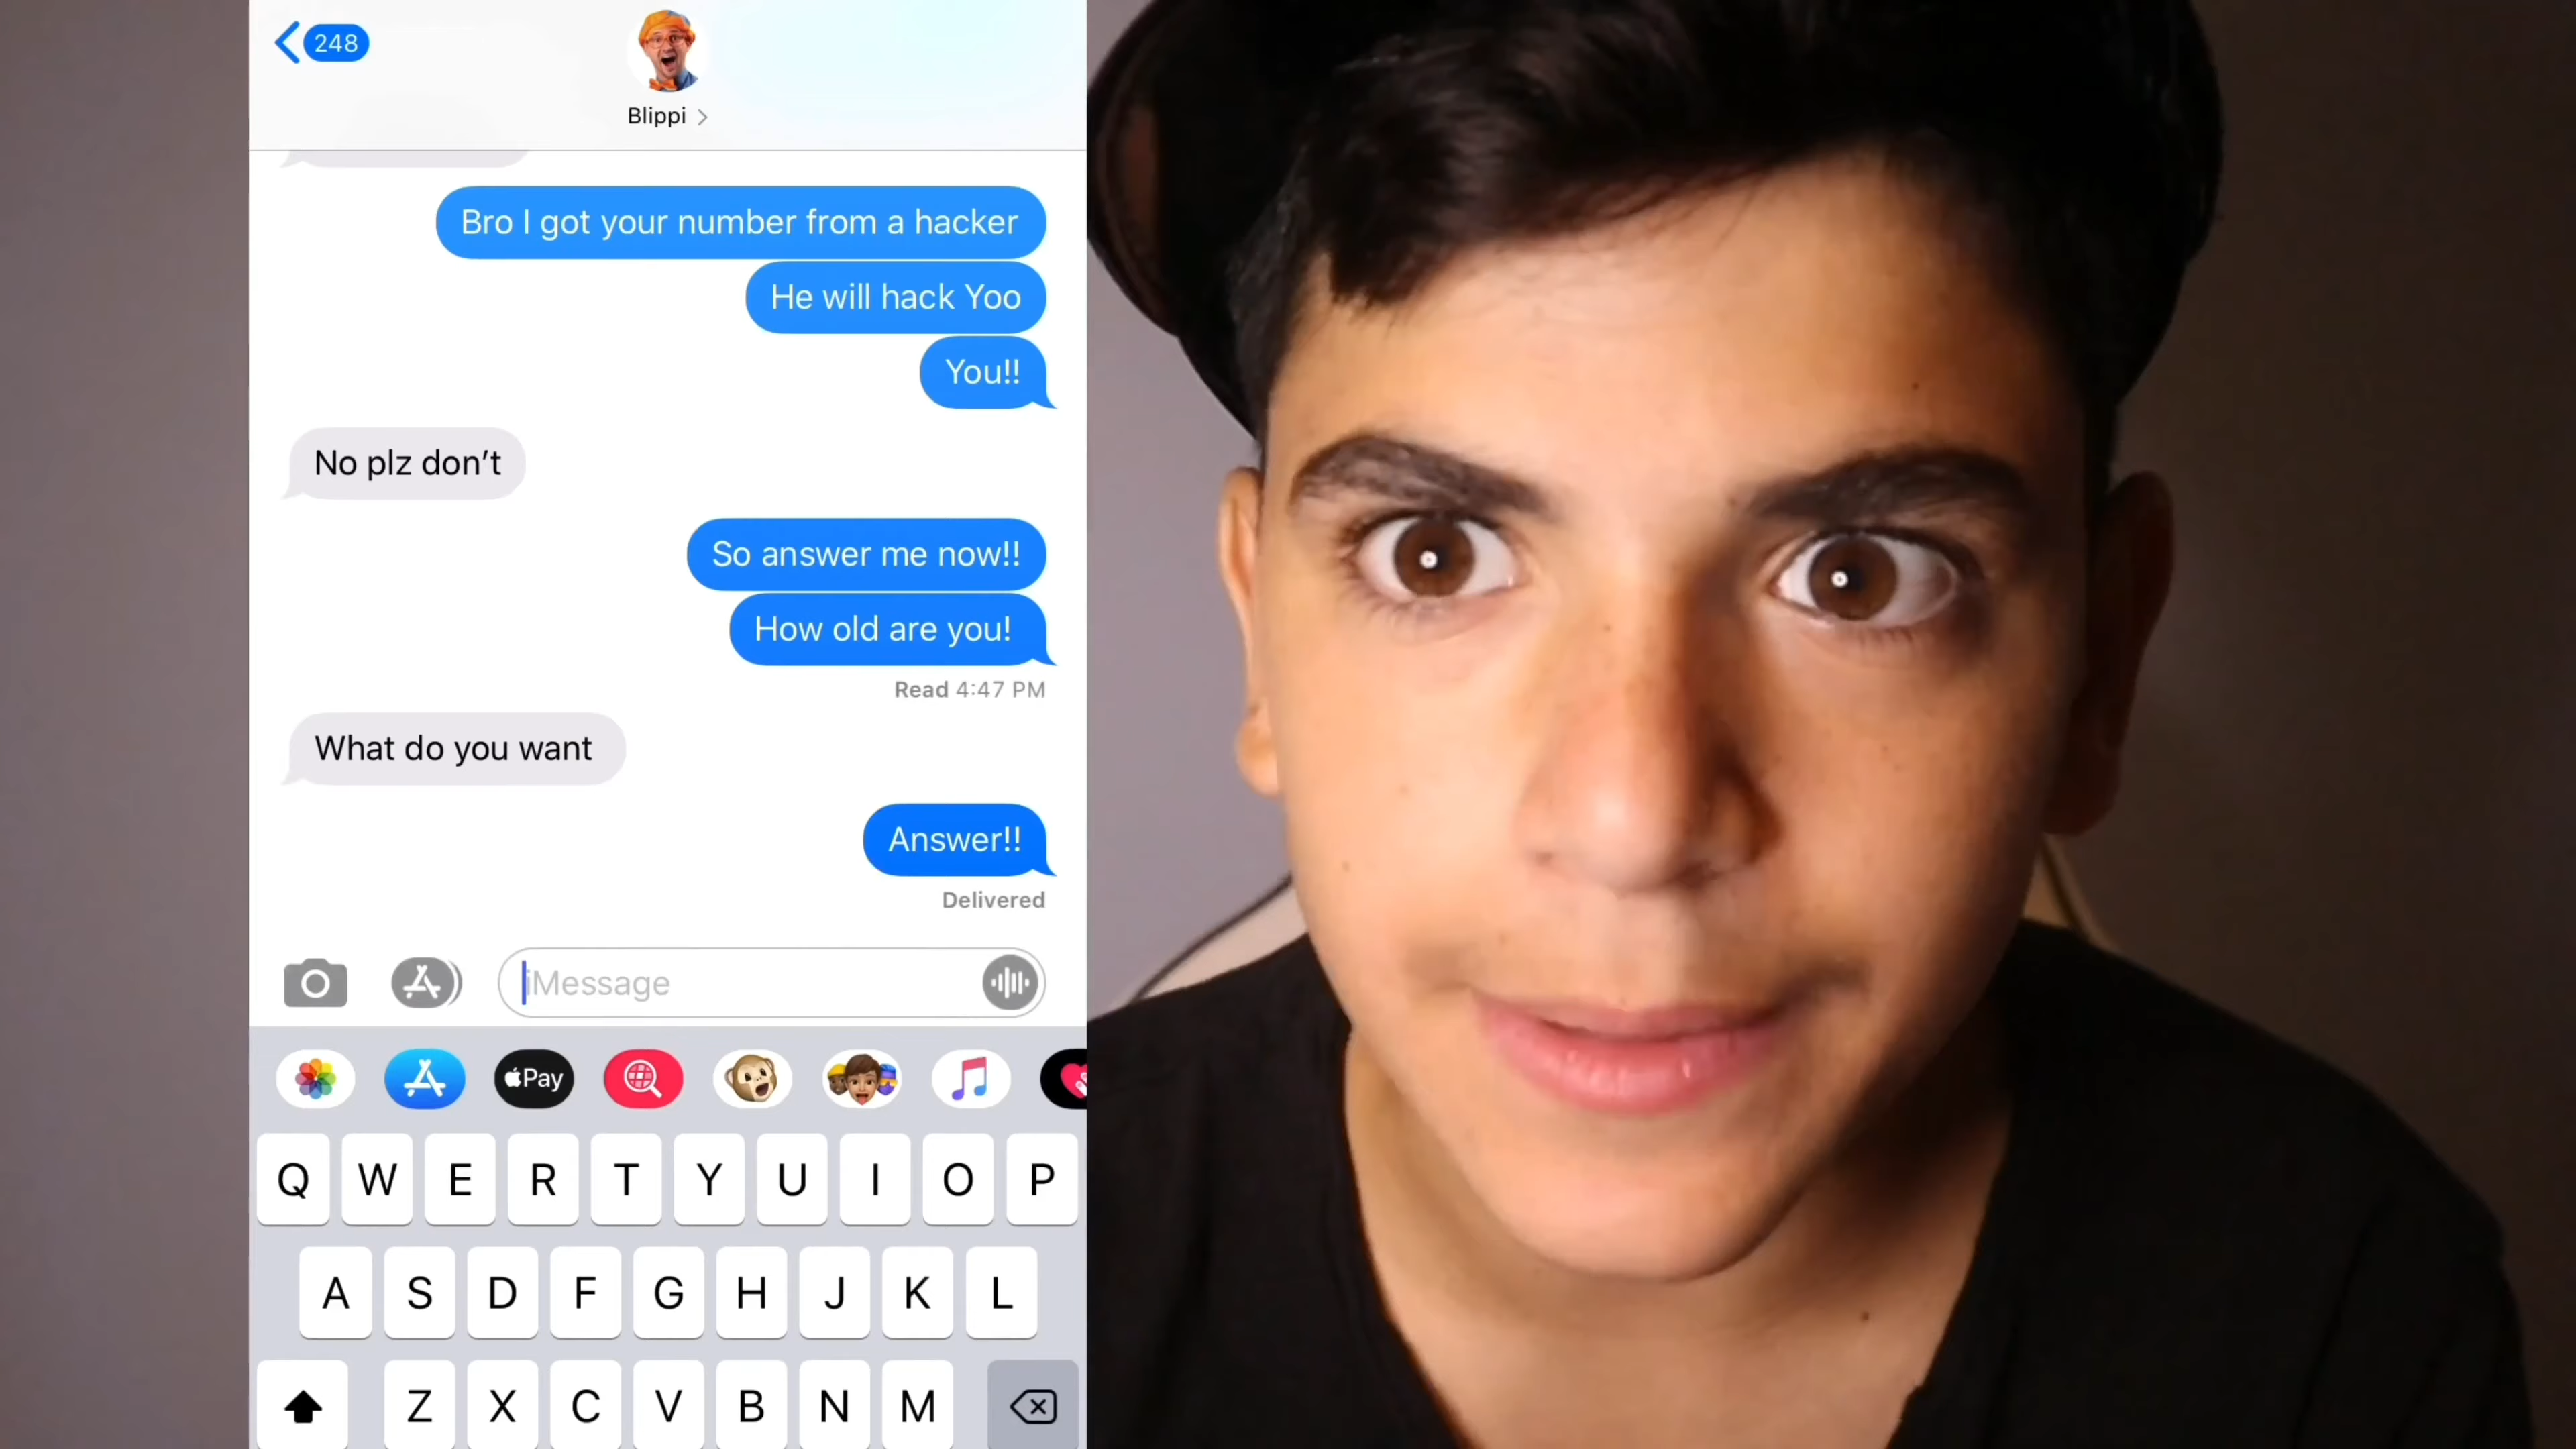 248
Blippi
Bro I got your number from a hacker
He will hack Yoo
You!!
No plz don't
So answer me now!!
How old are you!
Read 4:47 PM
What do you want
Answer!!
Delivered
iMessage
Pay
Q W E R T Y U I O P
A S D F G H J K L
Z X C V B N M